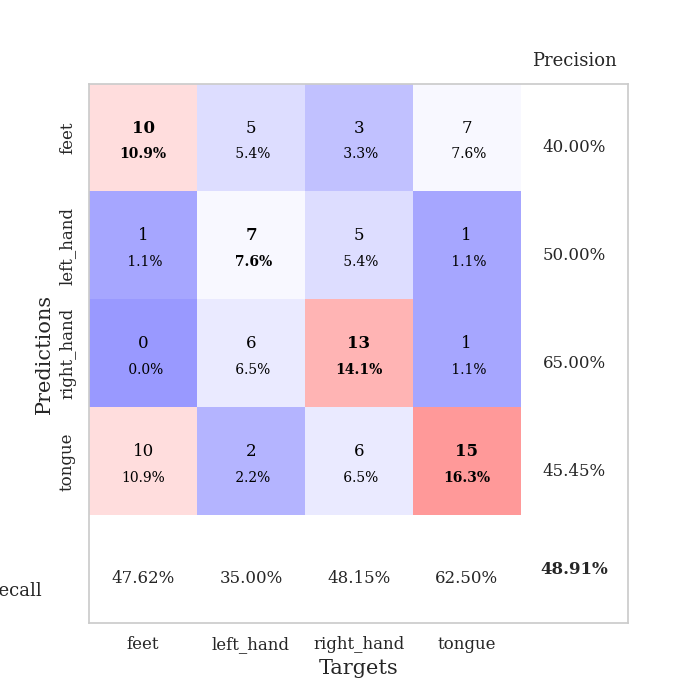 Precision
feet
10 5 3 7
10.9% 5.4% 3.3% 7.6%
40.00%
left_hand
1 7 5 1
1.1% 7.6% 5.4% 1.1%
50.00%
Predictions
right_hand
0 6 13 1
0.0% 6.5% 14.1% 1.1%
65.00%
tongue
10 2 6 15
10.9% 2.2% 6.5% 16.3%
45.45%
ecall
47.62% 35.00% 48.15% 62.50% 48.91%
feet left_hand right_hand tongue
Targets